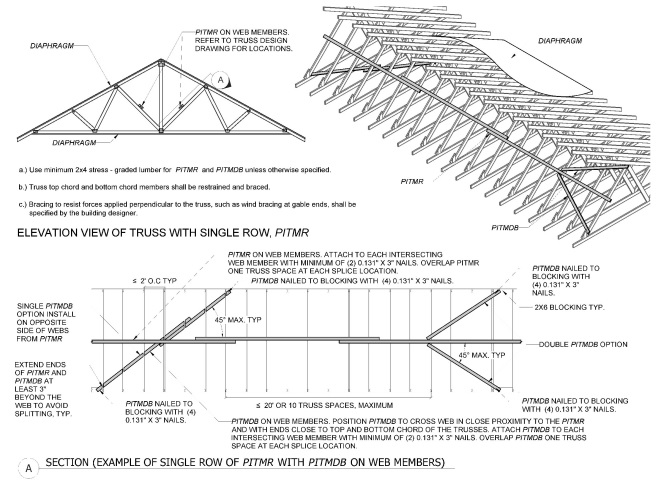 DIAPHRAGM
PITMR ON WEB MEMBERS.
REFER TO TRUSS DESIGN
DRAWING FOR LOCATIONS.
A
DIAPHRAGM
DIAPHRAGM
PITMR
PITMDB
a.) Use minimum 2x4 stress - graded lumber for PITMR and PITMDB unless otherwise specified.
b.) Truss top chord and bottom chord members shall be restrained and braced.
c.) Bracing to resist forces applied perpendicular to the truss, such as wind bracing at gable ends, shall be
specified by the building designer.
ELEVATION VIEW OF TRUSS WITH SINGLE ROW, PITMR
PITMR ON WEB MEMBERS. ATTACH TO EACH INTERSECTING
WEB MEMBER WITH MINIMUM OF (2) 0.131" X 3" NAILS. OVERLAP PITMR
ONE TRUSS SPACE AT EACH SPLICE LOCATION.
≤ 2' O.C TYP
PITMDB NAILED TO BLOCKING WITH (4) 0.131" X 3" NAILS.
PITMDB NAILED TO
BLOCKING WITH
(4) 0.131" X 3"
NAILS.
2X6 BLOCKING TYP.
SINGLE PITMDB
OPTION INSTALL
ON OPPOSITE
SIDE OF WEBS
FROM PITMR
45° MAX. TYP
DOUBLE PITMDB OPTION
45° MAX. TYP
EXTEND ENDS
OF PITMR AND
PITMDB AT
LEAST 3"
BEYOND THE
WEB TO AVOID
SPLITTING, TYP.
PITMDB NAILED TO
BLOCKING WITH (4)
0.131" X 3" NAILS.
≤ 20' OR 10 TRUSS SPACES, MAXIMUM
PITMDB NAILED TO BLOCKING
WITH (4) 0.131" X 3" NAILS.
PITMDB ON WEB MEMBERS. POSITION PITMDB TO CROSS WEB IN CLOSE PROXIMITY TO THE PITMR
AND WITH ENDS CLOSE TO TOP AND BOTTOM CHORD OF THE TRUSSES. ATTACH PITMDB TO EACH
INTERSECTING WEB MEMBER WITH MINIMUM OF (2) 0.131" X 3" NAILS. OVERLAP PITMDB ONE TRUSS
SPACE AT EACH SPLICE LOCATION.
A SECTION (EXAMPLE OF SINGLE ROW OF PITMR WITH PITMDB ON WEB MEMBERS)